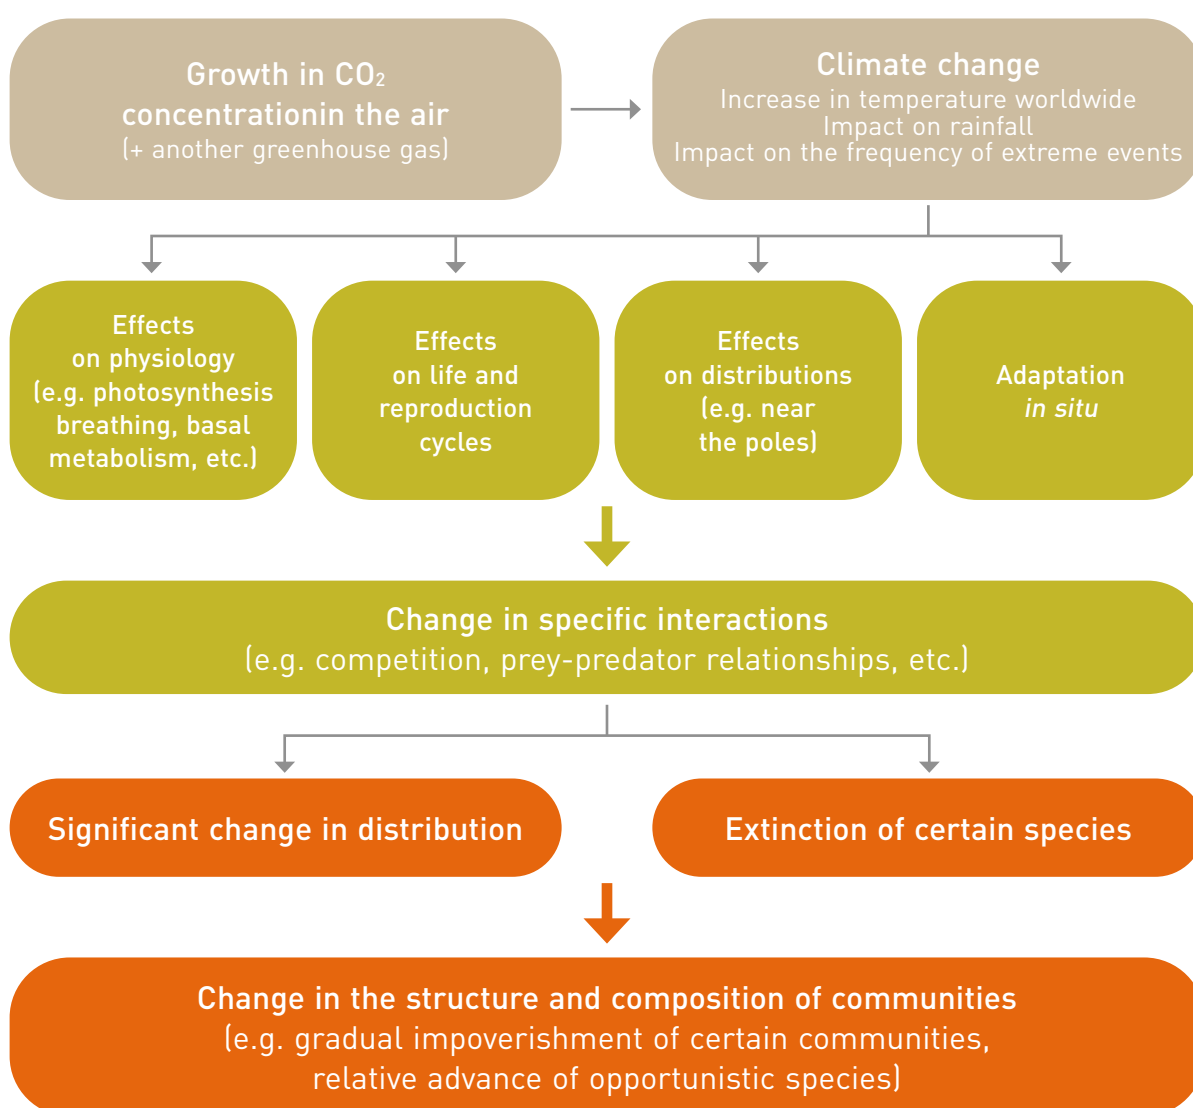 Growth in CO₂
concentrationin the air
(+ another greenhouse gas)
Climate change
Increase in temperature worldwide
Impact on rainfall
Impact on the frequency of extreme events
Effects
on physiology
(e.g. photosynthesis
breathing, basal
metabolism, etc.)
Effects
on life and
reproduction
cycles
Effects
on distributions
(e.g. near
the poles)
Adaptation
in situ
Change in specific interactions
(e.g. competition, prey-predator relationships, etc.)
Significant change in distribution
Extinction of certain species
Change in the structure and composition of communities
(e.g. gradual impoverishment of certain communities,
relative advance of opportunistic species)